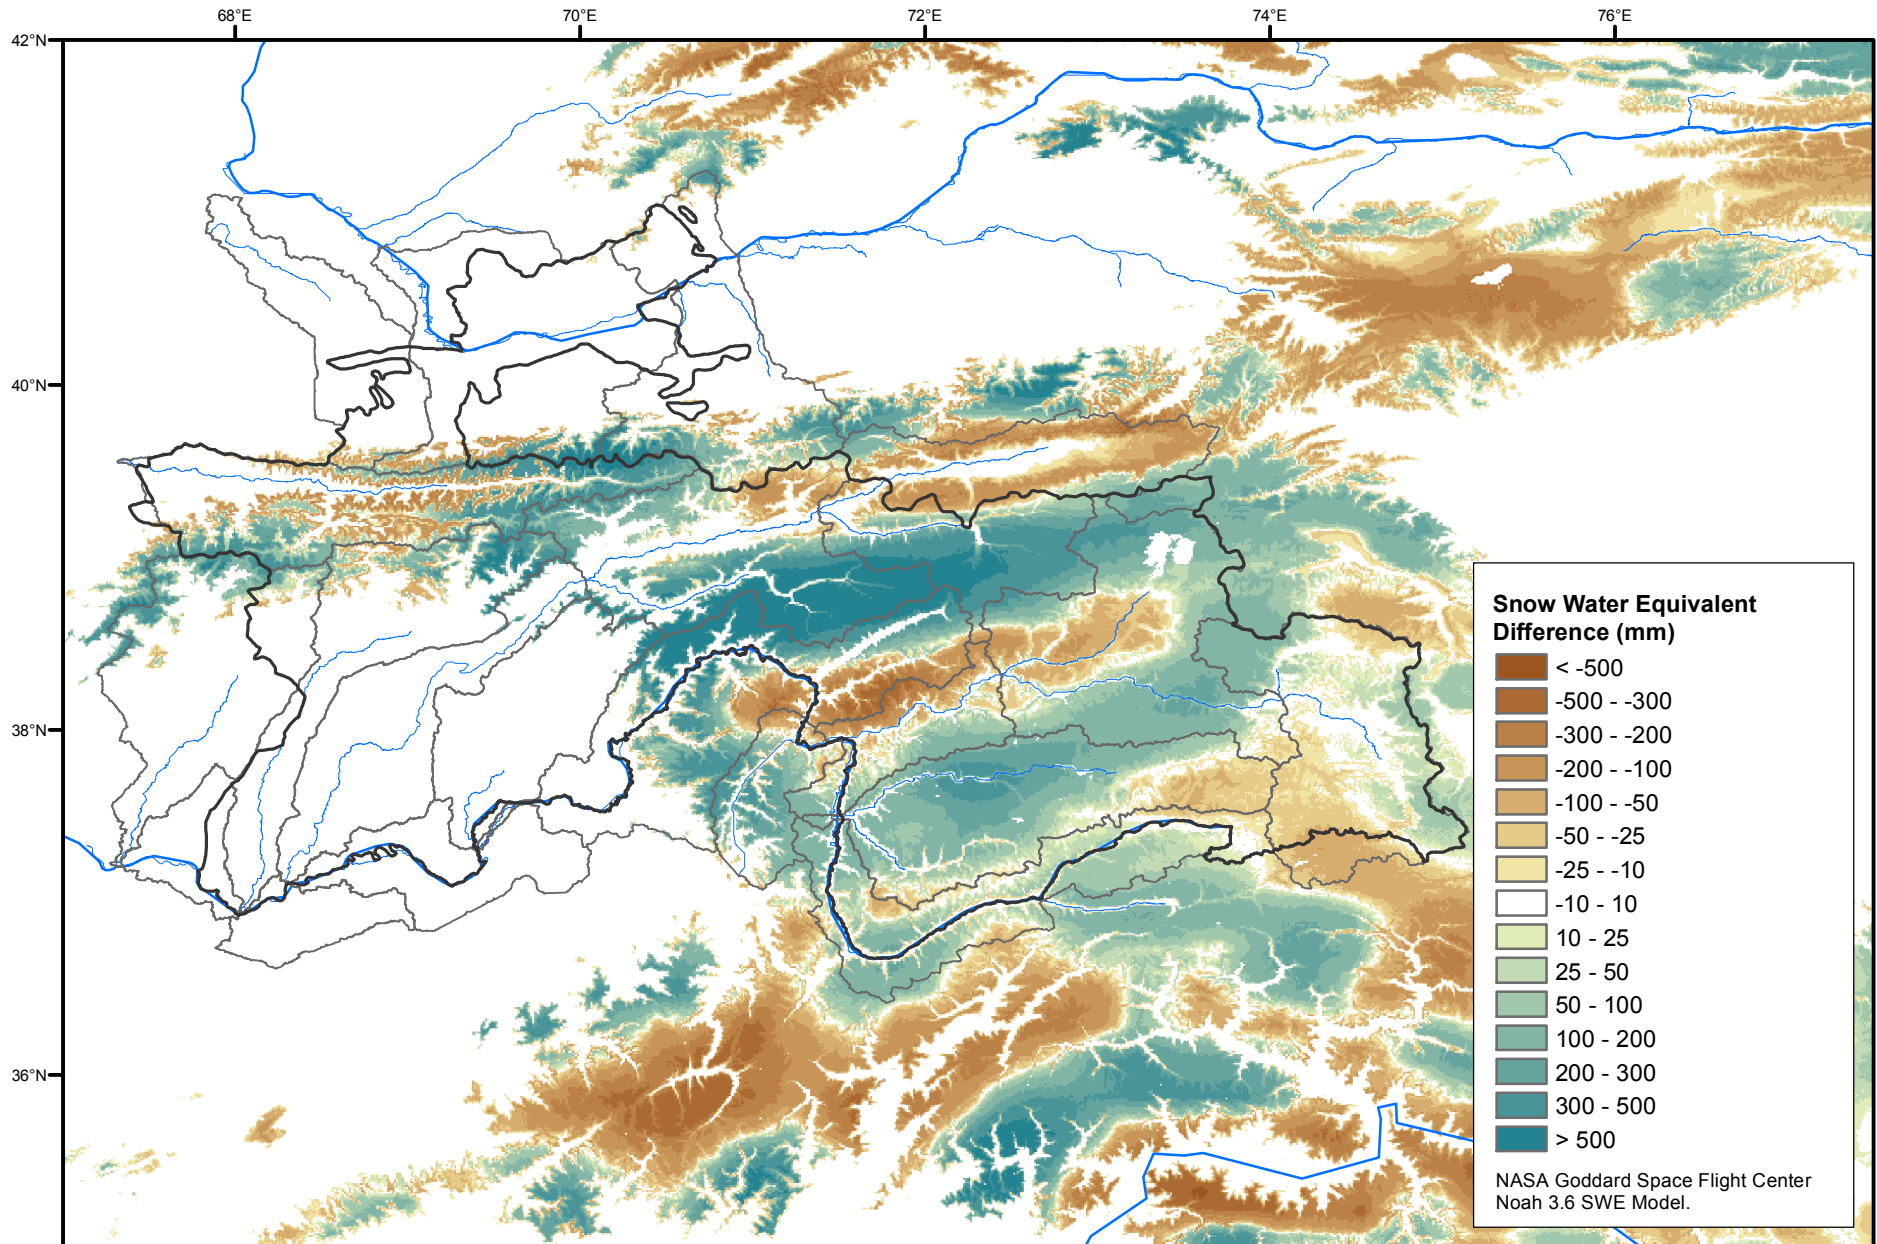 68°E
70°E
72°E
74°E
76°E
42°N
40°N
38°N
36°N
Snow Water Equivalent
Difference (mm)
< -500
-500 - -300
-300 - -200
-200 - -100
-100 - -50
-50 - -25
-25 - -10
-10 - 10
10 - 25
25 - 50
50 - 100
100 - 200
200 - 300
300 - 500
> 500
NASA Goddard Space Flight Center
Noah 3.6 SWE Model.